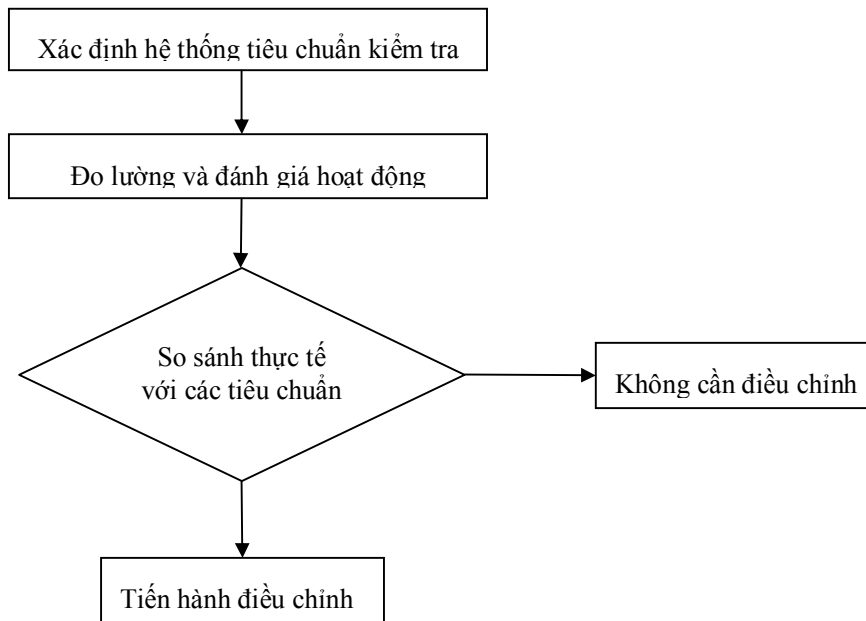 Xác định hệ thống tiêu chuẩn kiểm tra
Đo lường và đánh giá hoạt động
So sánh thực tế
với các tiêu chuẩn
Không cần điều chỉnh
Tiến hành điều chỉnh